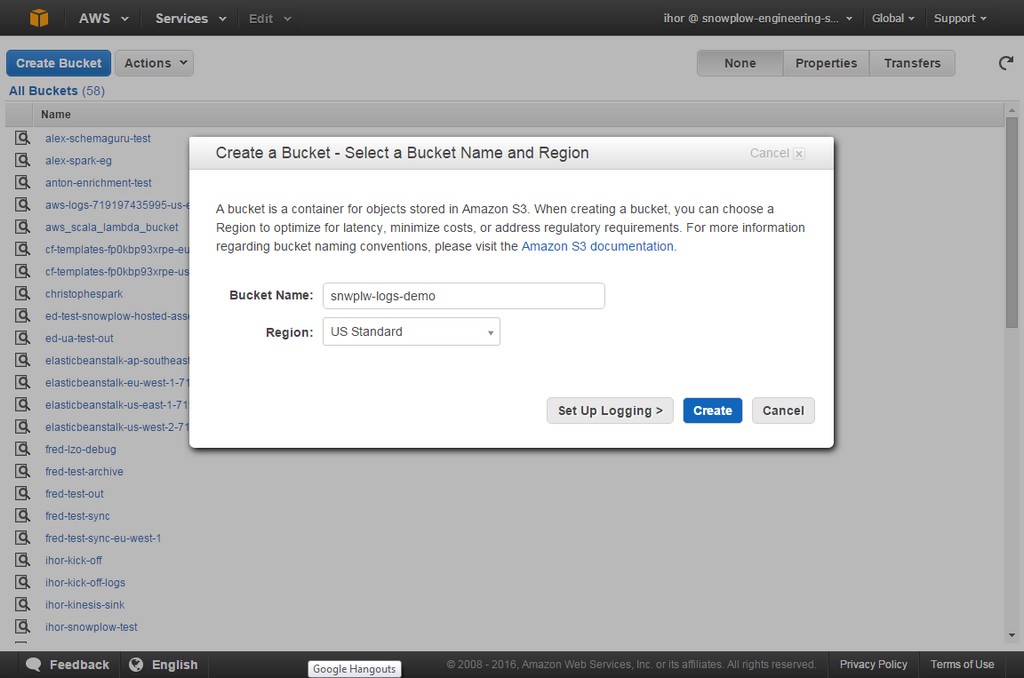 AWS Services Edit ihor @ snowplow-engineering-s... Global Support
Create Bucket Actions None Properties Transfers
All Buckets (58)
Name
alex-schemaguru-test
alex-spark-eg
anton-enrichment-test
aws-logs-719197435995-us-e
aws_scala_lambda_bucket
cf-templates-fp0kbp93xrpe-eu
cf-templates-fp0kbp93xrpe-us
christophespark
ed-test-snowplow-hosted-asse
ed-ua-test-out
elasticbeanstalk-ap-southeast
elasticbeanstalk-eu-west-1-71
elasticbeanstalk-us-east-1-71
elasticbeanstalk-us-west-2-71
fred-lzo-debug
fred-test-archive
fred-test-out
fred-test-sync
fred-test-sync-eu-west-1
ihor-kick-off
ihor-kick-off-logs
ihor-kinesis-sink
ihor-snowplow-test
Create a Bucket - Select a Bucket Name and Region Cancel x
A bucket is a container for objects stored in Amazon S3. When creating a bucket, you can choose a
Region to optimize for latency, minimize costs, or address regulatory requirements. For more information
regarding bucket naming conventions, please visit the Amazon S3 documentation.
Bucket Name: snwplw-logs-demo
Region: US Standard
Set Up Logging > Create Cancel
Feedback English © 2008 - 2016, Amazon Web Services, Inc. or its affiliates. All rights reserved. Privacy Policy Terms of Use
Google Hangouts